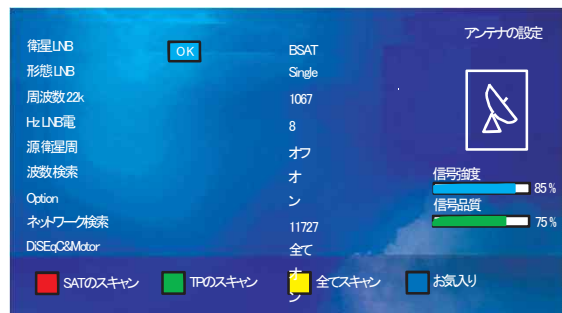 アンテナの設定
衛星LNB
OK
BSAT
形態LNB
Single
周波数22k
1067
Hz LNB電
8
源衛星周
オフ
波数検索
オ
Option
ン
ネットワーク検索
11727
DiSEqC&Motor
全て
オ
ン
信号強度
85%
信号品質
75%
SATのスキャン
TPのスキャン
全てスキャン
お気入り